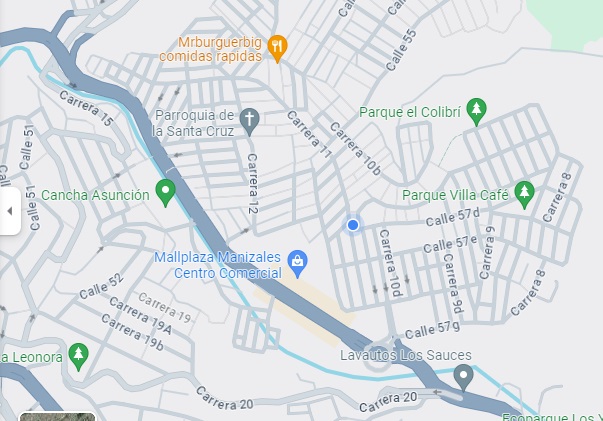 Mrburguerbig
comidas rapidas
Calle 55
Carrera 15
Parroquia de
la Santa Cruz
Carrera 11
Carrera 10b
Parque el Colibrí
Calle 51
Calle 51
Cancha Asunción
Carrera 12
Parque Villa Café
Carrera 8
Calle 57d
Mallplaza Manizales
Centro Comercial
Carrera 10d
Calle 57e
Carrera 9
Carrera 9d
Carrera 8
Calle 52
Carrera 19
Carrera 19A
Carrera 19b
Calle 57g
a Leonora
Lavautos Los Sauces
Carrera 20
Carrera 20
Ecoparque Los Y